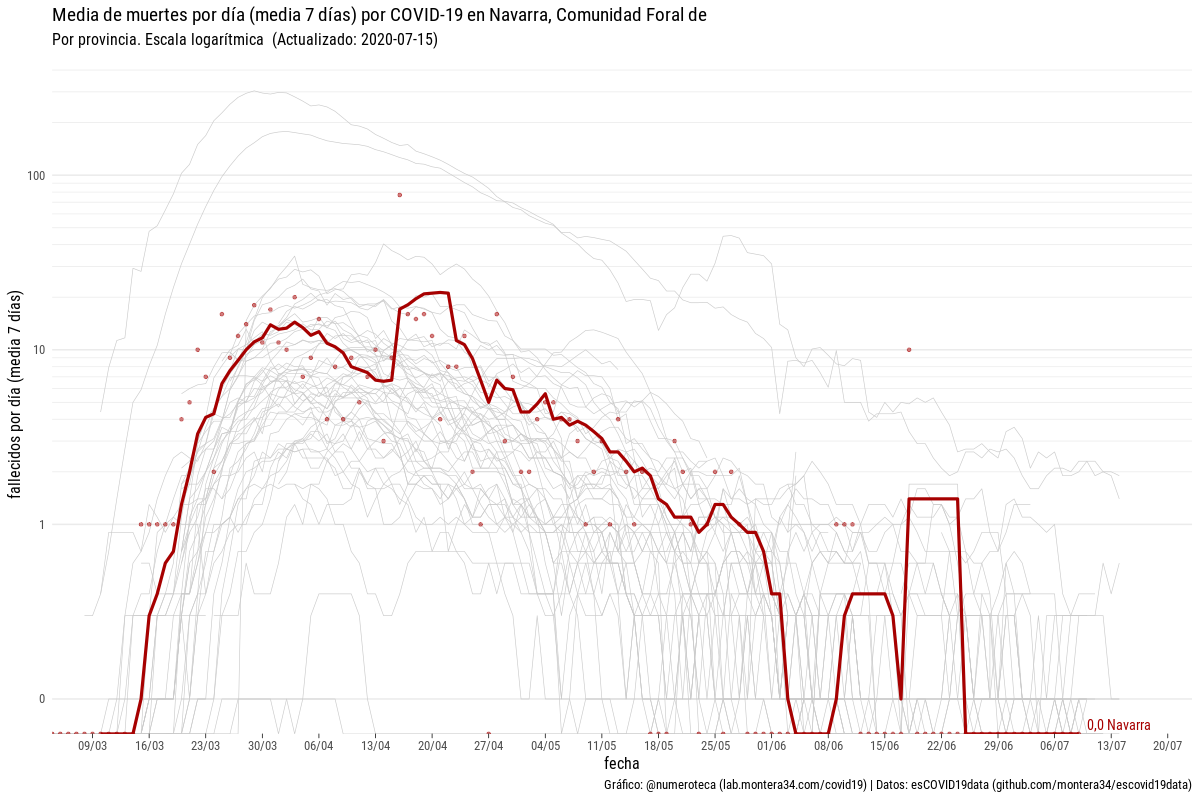 Media de muertes por día (media 7 días) por COVID-19 en Navarra, Comunidad Foral de
Por provincia. Escala logarítmica  (Actualizado: 2020-07-15)
fallecidos por día (media  7 días)
100
10
1
0
0,0 Navarra
09/03 16/03 23/03 30/03 06/04 13/04 20/04 27/04 04/05 11/05 18/05 25/05 01/06 08/06 15/06 22/06 29/06 06/07 13/07 20/07
fecha
Gráfico: @numeroteca (lab.montera34.com/covid19) | Datos: esCOVID19data (github.com/montera34/escovid19data)